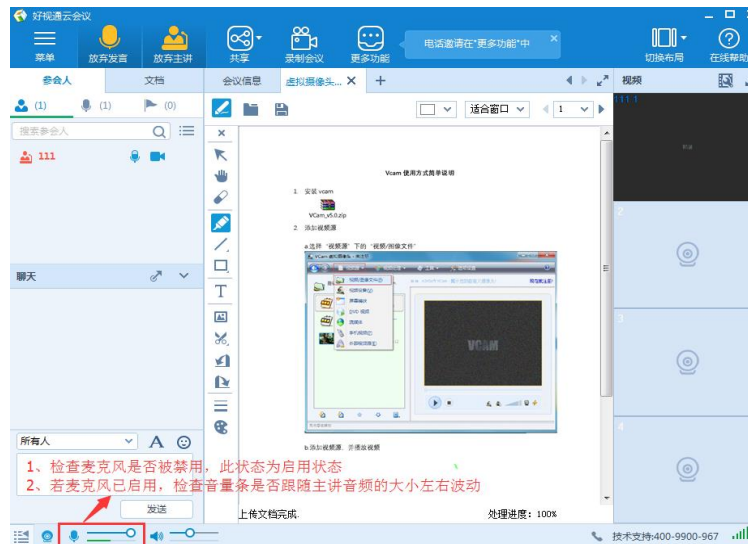 好视通云会议
菜单
放弃发言
放弃主讲
共享
录制会议
更多功能
电话邀请在"更多功能"中
切换布局
在线帮助
参会人
文档
会议信息
虚拟摄像头...
视频
(1)
(1)
(0)
适合窗口
1
搜索参会人
111
111 1
Vcam 使用方式简单说明
1. 安装 vcam
VCam_v5.0.zip
2. 添加视频源
a.选择 "视频源" 下的 "视频/图像文件"
VCAM
b.添加视频源，并播放视频
2
3
4
聊天
所有人
1、检查麦克风是否被禁用，此状态为启用状态
2、若麦克风已启用，检查音量条是否跟随主讲音频的大小左右波动
发送
上传文档完成.
处理进度: 100%
技术支持:400-9900-967